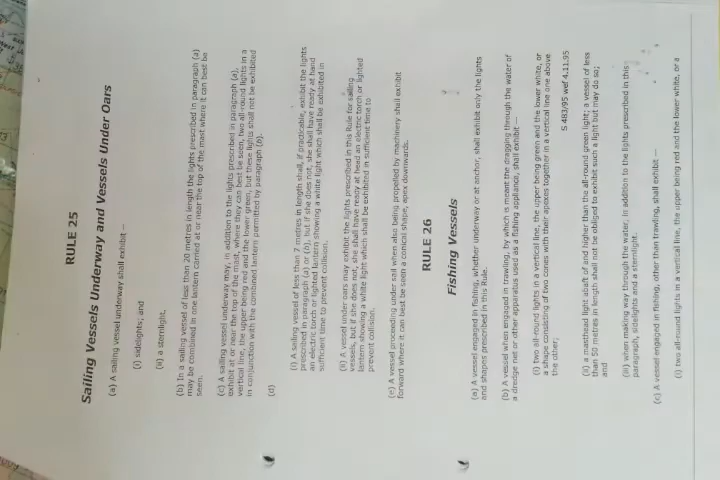 RULE 25
Sailing Vessels Underway and Vessels Under Oars
(a) A sailing vessel underway shall exhibit —
(i) sidelights; and
(ii) a sternlight.
(b) In a sailing vessel of less than 20 metres in length the lights prescribed in paragraph (a)
may be combined in one lantern carried at or near the top of the mast where it can best be
seen.
(c) A sailing vessel underway may, in addition to the lights prescribed in paragraph (a),
exhibit at or near the top of the mast, where they can best be seen, two all-round lights in a
vertical line, the upper being red and the lower green, but these lights shall not be exhibited
in conjunction with the combined lantern permitted by paragraph (b).
(d)
(i) A sailing vessel of less than 7 metres in length shall, if practicable, exhibit the lights
prescribed in paragraph (a) or (b), but if she does not, she shall have ready at hand
an electric torch or lighted lantern showing a white light which shall be exhibited in
sufficient time to prevent collision.
(ii) A vessel under oars may exhibit the lights prescribed in this Rule for sailing
vessels, but if she does not, she shall have ready at head an electric torch or lighted
lantern showing a white light which shall be exhibited in sufficient time to
prevent collision.
(e) A vessel proceeding under sail when also being propelled by machinery shall exhibit
forward where it can best be seen a conical shape, apex downwards.
RULE 26
Fishing Vessels
(a) A vessel engaged in fishing, whether underway or at anchor, shall exhibit only the lights
and shapes prescribed in this Rule.
(b) A vessel when engaged in trawling, by which is meant the dragging through the water of
a dredge net or other apparatus used as a fishing appliance, shall exhibit —
(i) two all-round lights in a vertical line, the upper being green and the lower white, or
a shape consisting of two cones with their apexes together in a vertical line one above
the other;
S 483/95 wef 4.11.95
(ii) a masthead light abaft of and higher than the all-round green light; a vessel of less
than 50 metres in length shall not be obliged to exhibit such a light but may do so;
and
(iii) when making way through the water, in addition to the lights prescribed in this
paragraph, sidelights and a sternlight.
(c) A vessel engaged in fishing, other than trawling, shall exhibit —
(i) two all-round lights in a vertical line, the upper being red and the lower white, or a